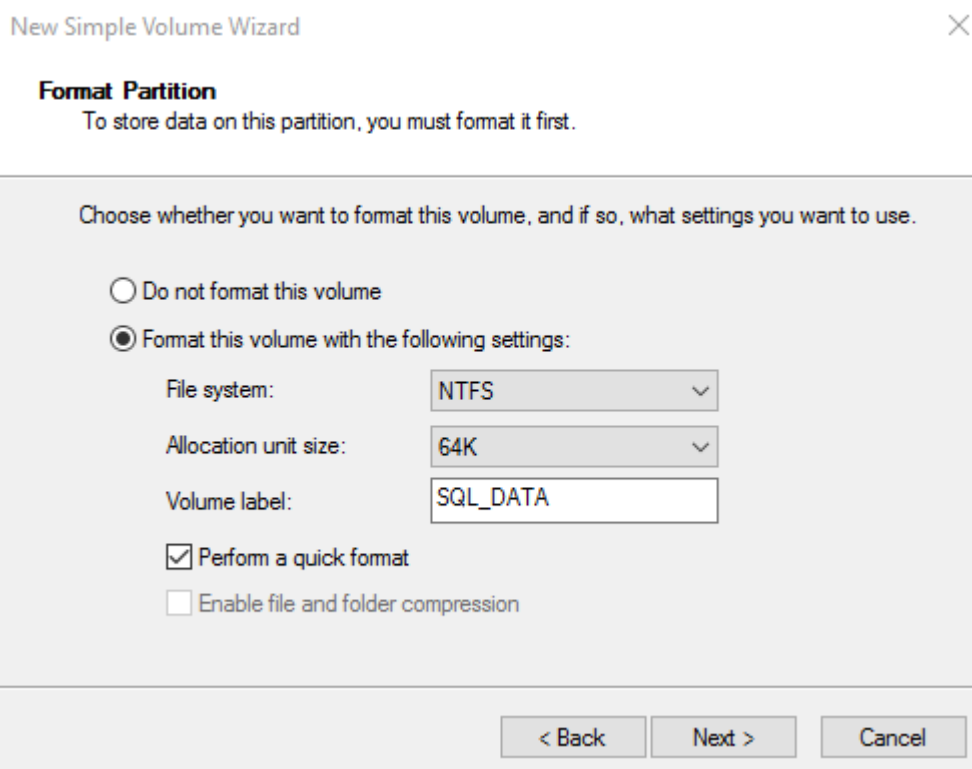 New Simple Volume Wizard
Format Partition
To store data on this partition, you must format it first.
Choose whether you want to format this volume, and if so, what settings you want to use.
Do not format this volume
Format this volume with the following settings:
File system: NTFS
Allocation unit size: 64K
Volume label: SQL_DATA
Perform a quick format
Enable file and folder compression
< Back Next > Cancel